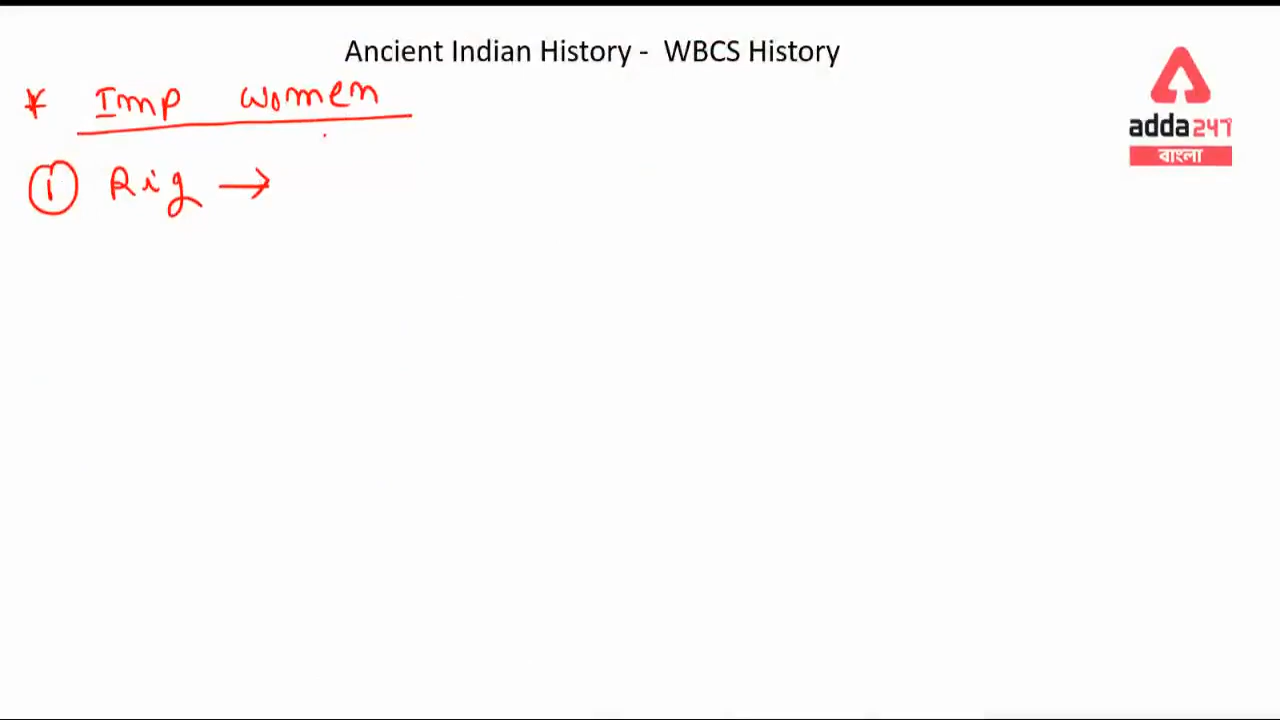 Ancient Indian History - WBCS History
* Imp women
① Rig →
adda247
বাংলা